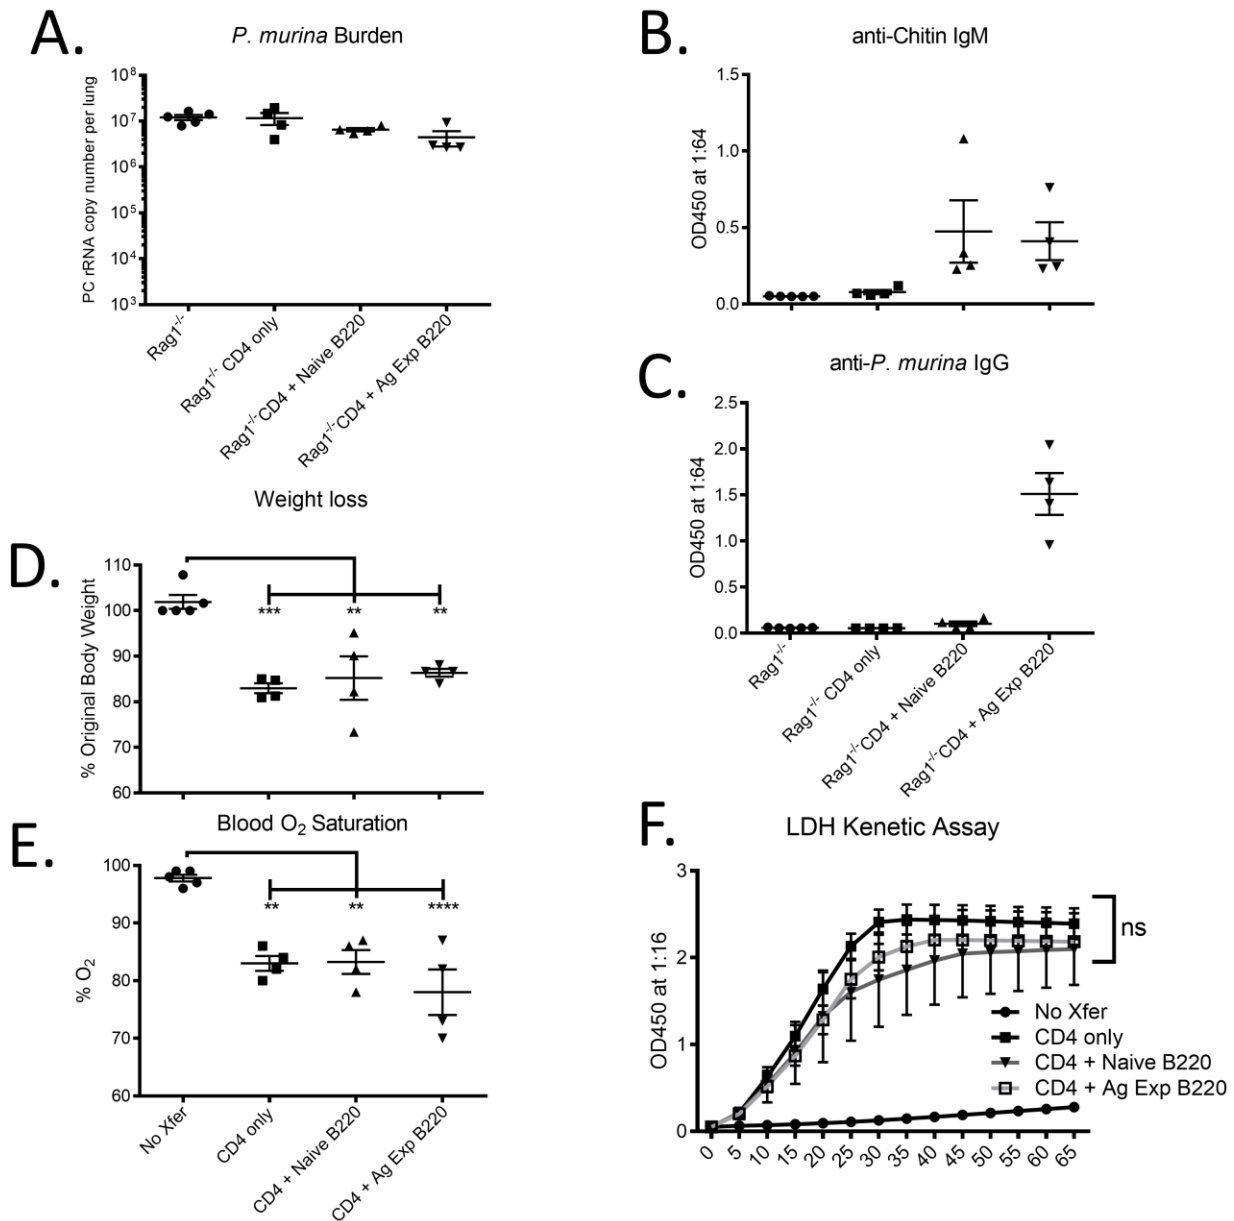 A.
P. murina Burden
PC rRNA copy number per lung
10⁸
10⁷
10⁶
10⁵
10⁴
10³
Rag1⁻/⁻
Rag1⁻/⁻ CD4 only
Rag1⁻/⁻CD4 + Naive B220
Rag1⁻/⁻CD4 + Ag Exp B220
B.
anti-Chitin IgM
OD450 at 1:64
1.5
1.0
0.5
0.0
C.
anti-P. murina IgG
OD450 at 1:64
2.5
2.0
1.5
1.0
0.5
0.0
Rag1⁻/⁻
Rag1⁻/⁻ CD4 only
Rag1⁻/⁻CD4 + Naive B220
Rag1⁻/⁻CD4 + Ag Exp B220
D.
Weight loss
% Original Body Weight
110
100
90
80
70
60
*** ** **
E.
Blood O₂ Saturation
% O₂
100
90
80
70
60
** ** ****
No Xfer
CD4 only
CD4 + Naive B220
CD4 + Ag Exp B220
F.
LDH Kenetic Assay
OD450 at 1:16
3
2
1
0
ns
No Xfer
CD4 only
CD4 + Naive B220
CD4 + Ag Exp B220
0 5 10 15 20 25 30 35 40 45 50 55 60 65